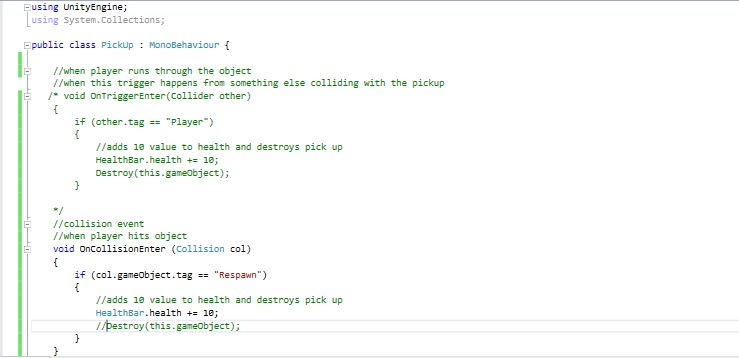 using UnityEngine;
using System.Collections;
public class PickUp : MonoBehaviour {
//when player runs through the object
//when this trigger happens from something else colliding with the pickup
/* void OnTriggerEnter(Collider other)
{
if (other.tag == "Player")
{
//adds 10 value to health and destroys pick up
HealthBar.health += 10;
Destroy(this.gameObject);
}
*/
//collision event
//when player hits object
void OnCollisionEnter (Collision col)
{
if (col.gameObject.tag == "Respawn")
{
//adds 10 value to health and destroys pick up
HealthBar.health += 10;
//Destroy(this.gameObject);
}
}